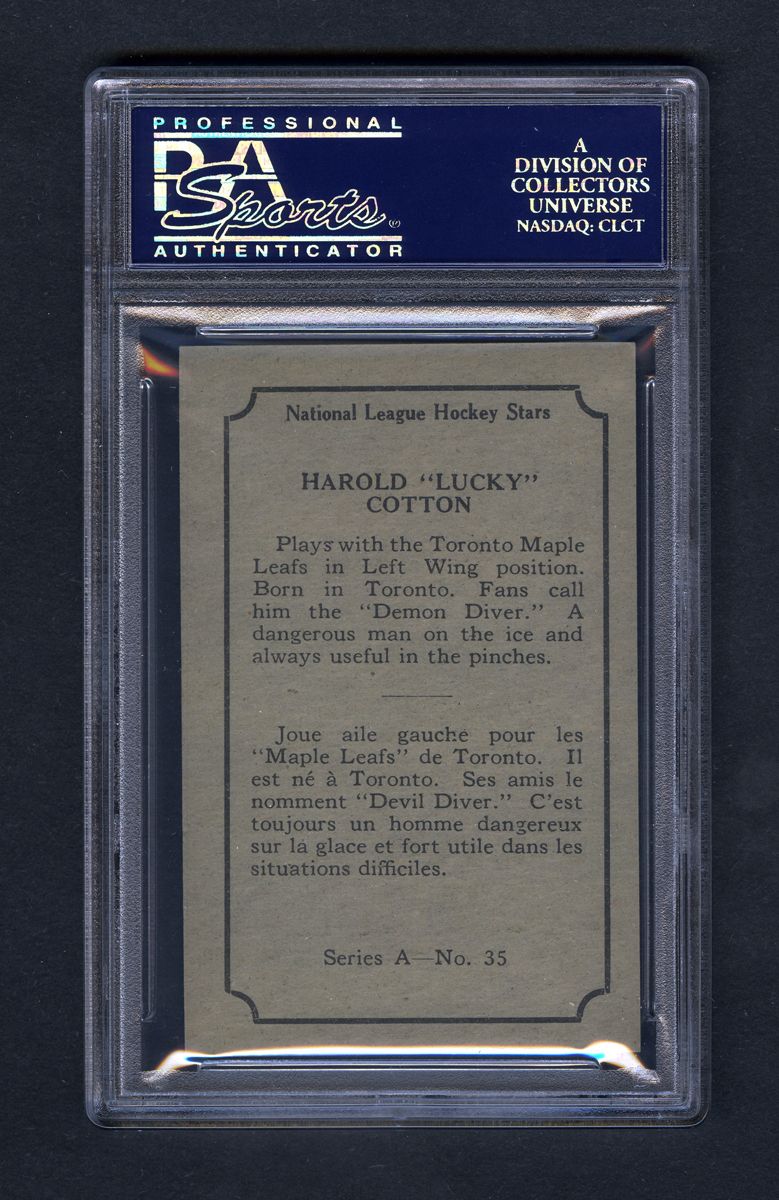 PROFESSIONAL
PSA
Sports
AUTHENTICATOR
A
DIVISION OF
COLLECTORS
UNIVERSE
NASDAQ: CLCT
National League Hockey Stars
HAROLD "LUCKY"
COTTON
Plays with the Toronto Maple
Leafs in Left Wing position.
Born in Toronto. Fans call
him the "Demon Diver." A
dangerous man on the ice and
always useful in the pinches.
Joue aile gauche pour les
"Maple Leafs" de Toronto. Il
est né à Toronto. Ses amis le
nomment "Devil Diver." C'est
toujours un homme dangereux
sur la glace et fort utile dans les
situations difficiles.
Series A—No. 35